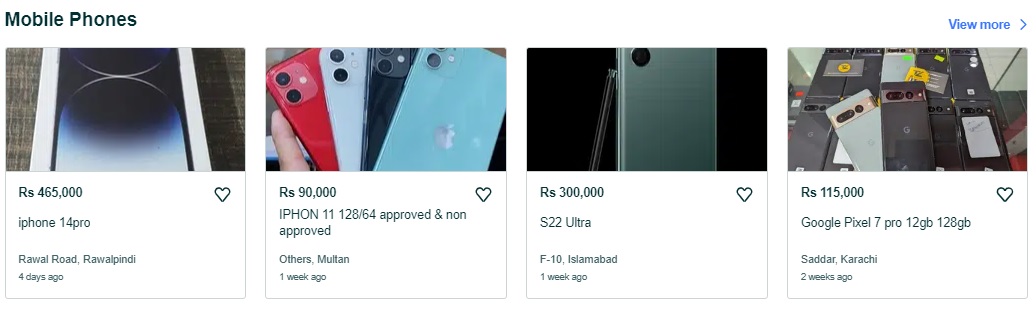 Mobile Phones
View more
Rs 465,000
iphone 14pro
Rawal Road, Rawalpindi
4 days ago
Rs 90,000
IPHON 11 128/64 approved & non
approved
Others, Multan
1 week ago
Rs 300,000
S22 Ultra
F-10, Islamabad
1 week ago
Rs 115,000
Google Pixel 7 pro 12gb 128gb
Saddar, Karachi
2 weeks ago